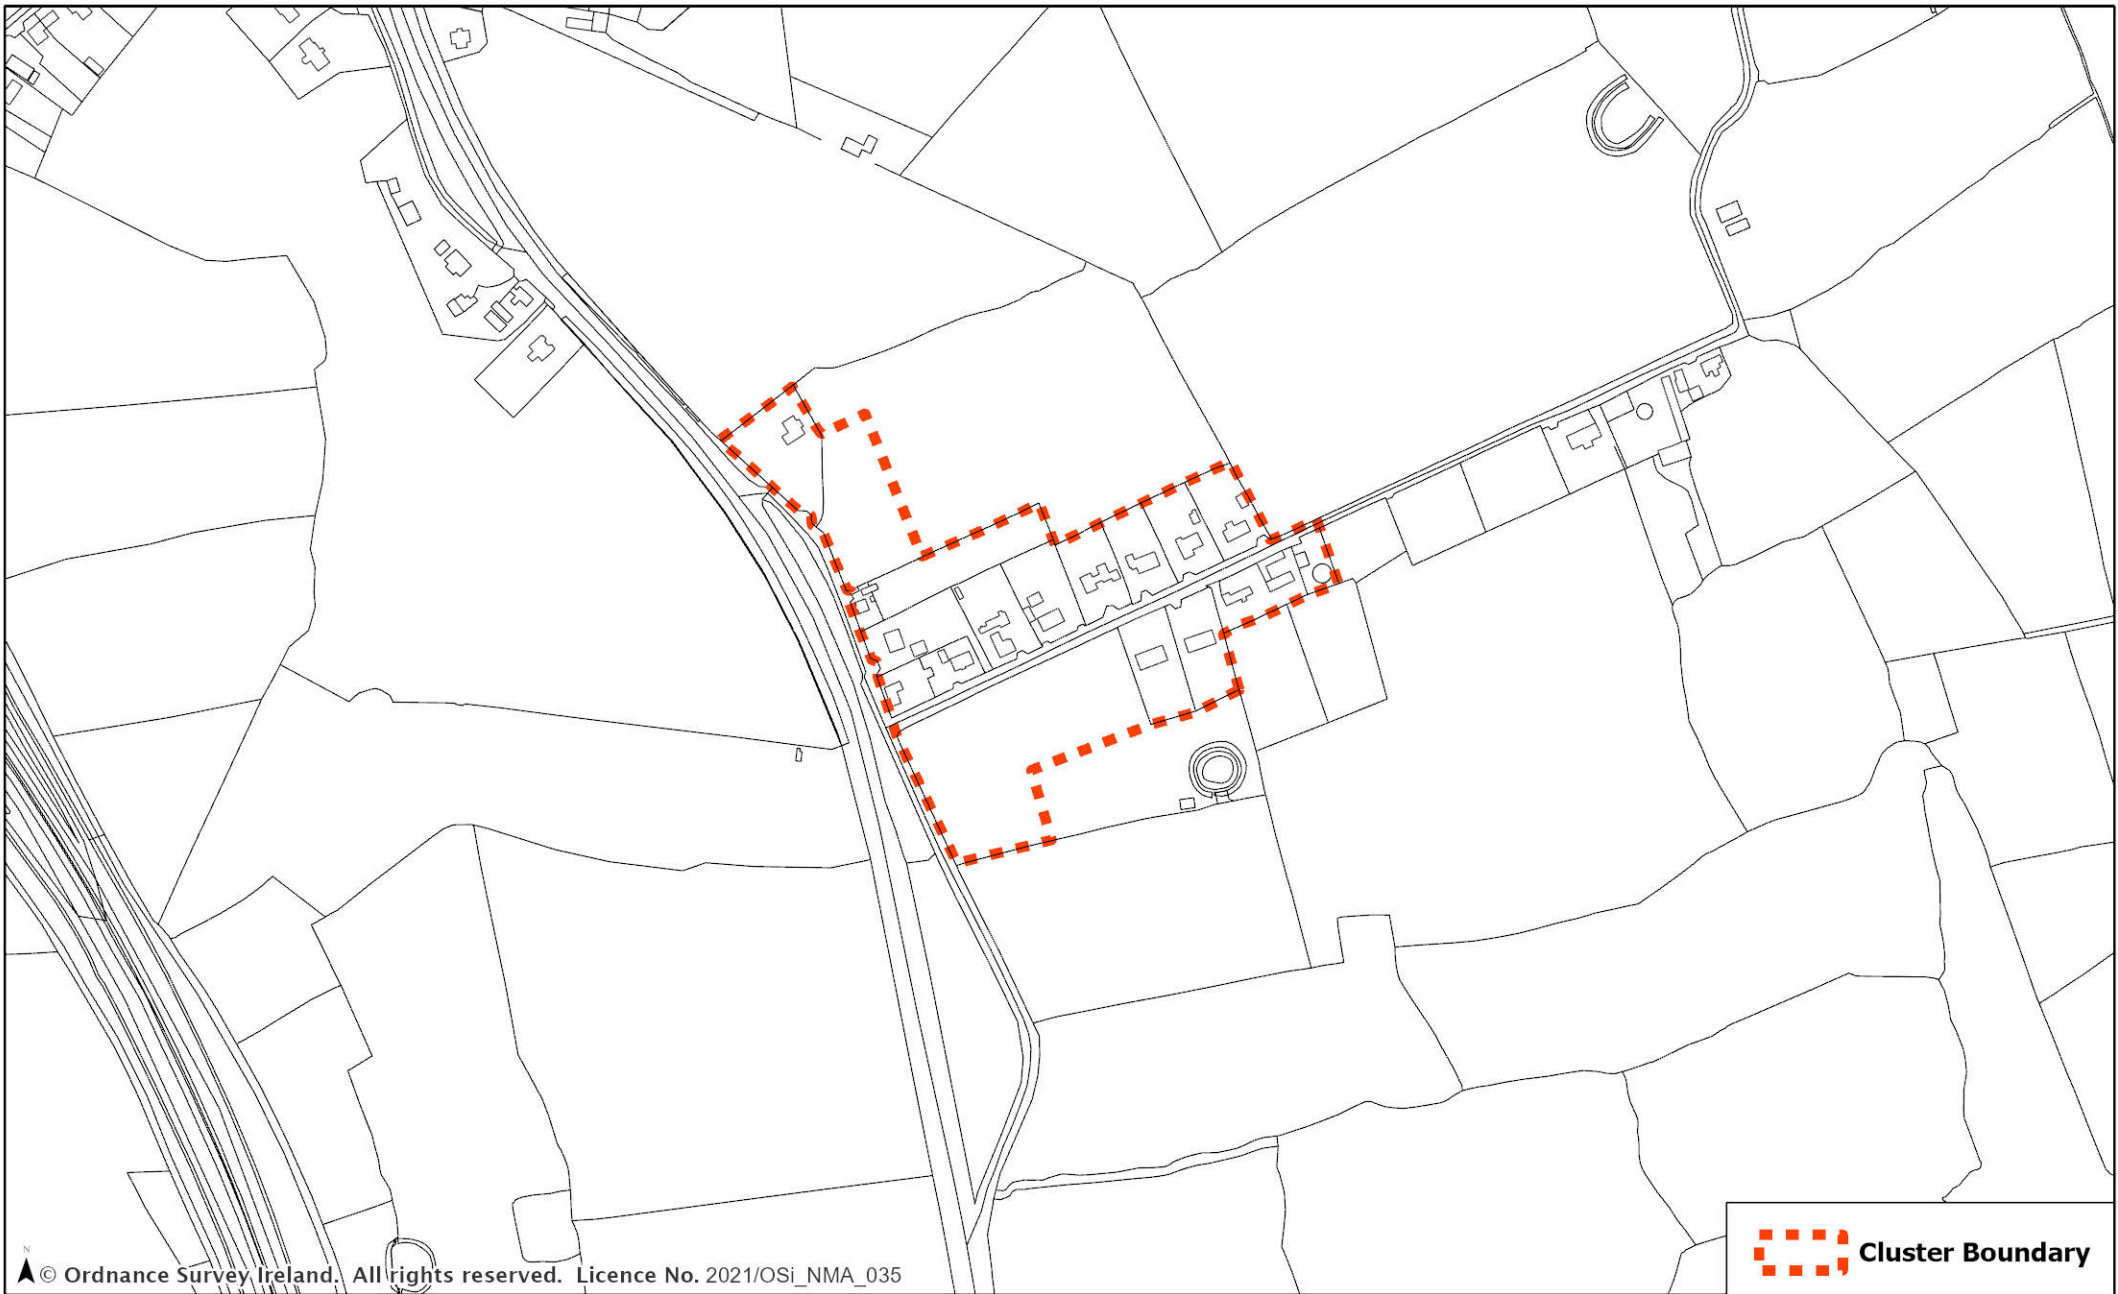 N
© Ordnance Survey Ireland. All rights reserved. Licence No. 2021/OSi_NMA_035
Cluster Boundary